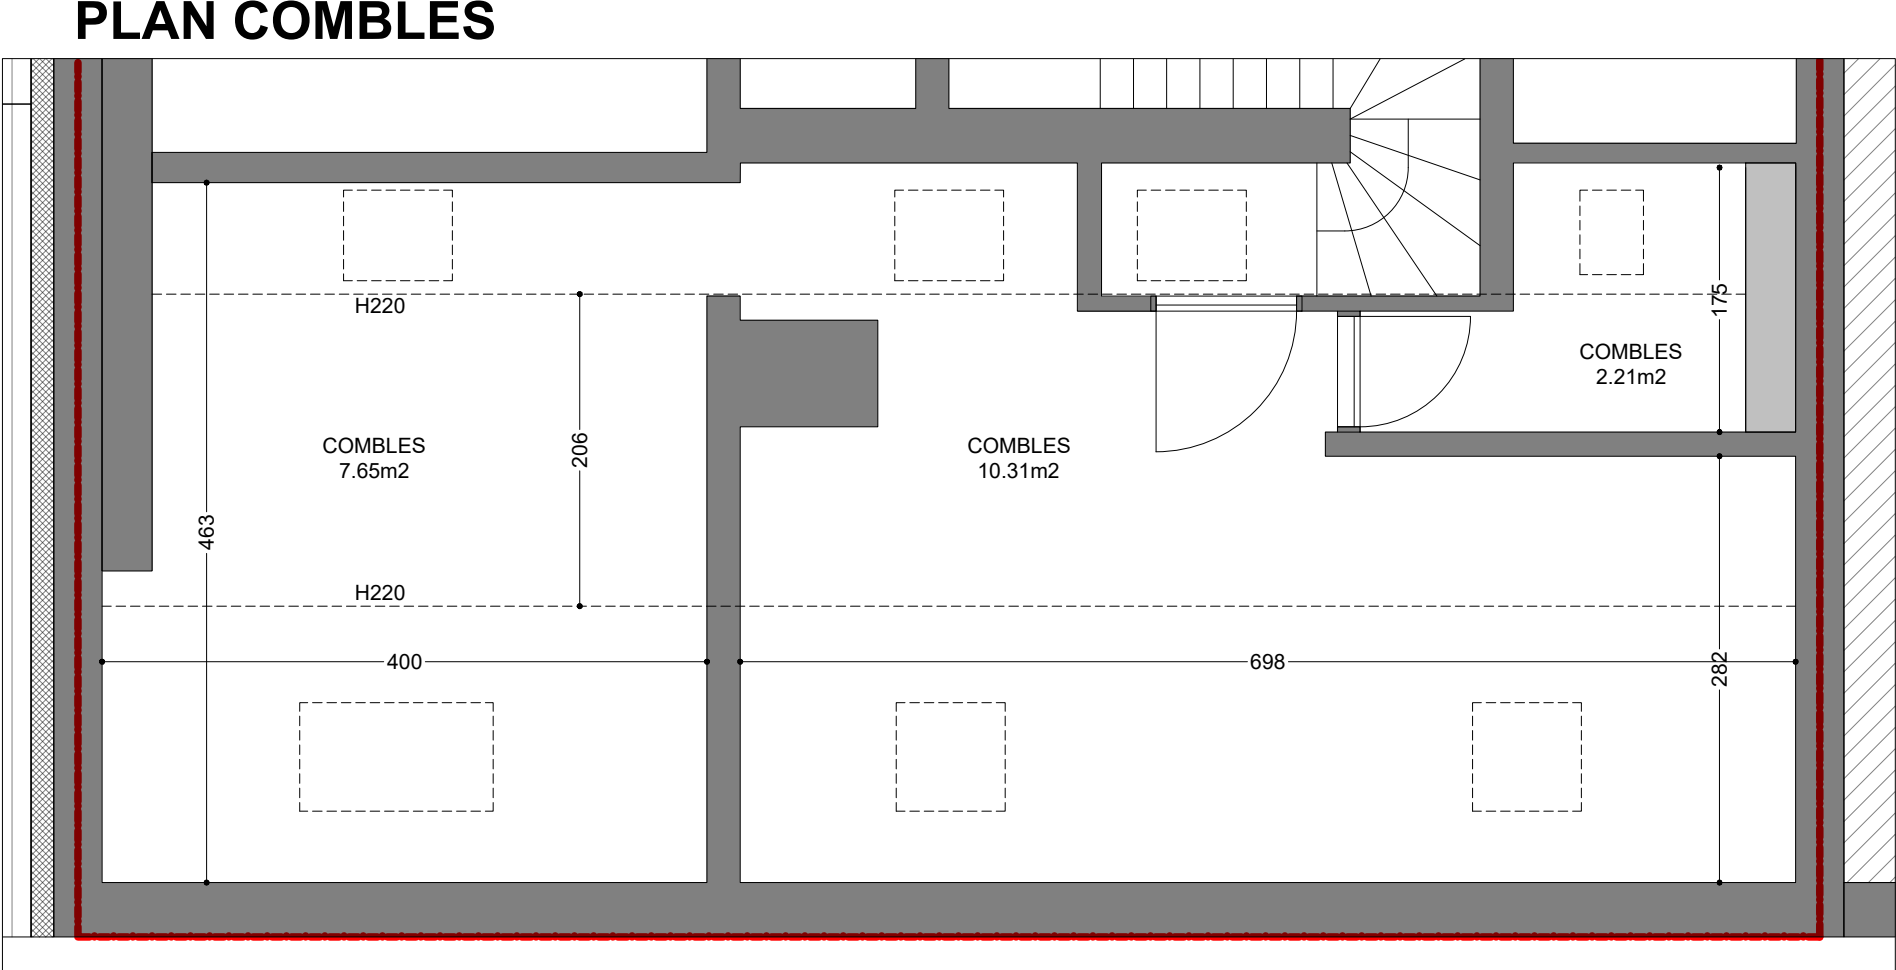 PLAN COMBLES
H220
175
COMBLES
2.21m2
COMBLES
7.65m2
206
COMBLES
10.31m2
463
H220
400
698
282